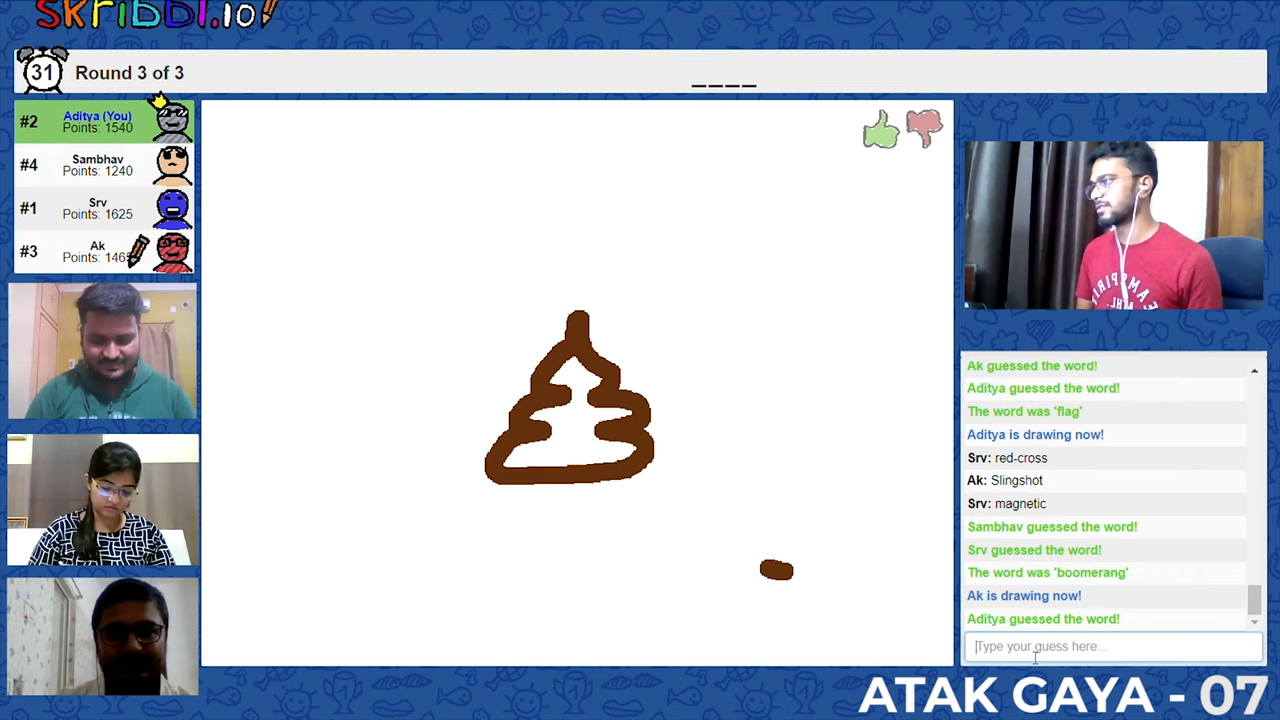 skribbl.io
31
Round 3 of 3
____
#2
Aditya (You)
Points: 1540
#4
Sambhav
Points: 1240
#1
Srv
Points: 1625
#3
Ak
Points: 1465
Ak guessed the word!
Aditya guessed the word!
The word was 'flag'
Aditya is drawing now!
Srv: red-cross
Ak: Slingshot
Srv: magnetic
Sambhav guessed the word!
Srv guessed the word!
The word was 'boomerang'
Ak is drawing now!
Aditya guessed the word!
Type your guess here...
ATAK GAYA - 07